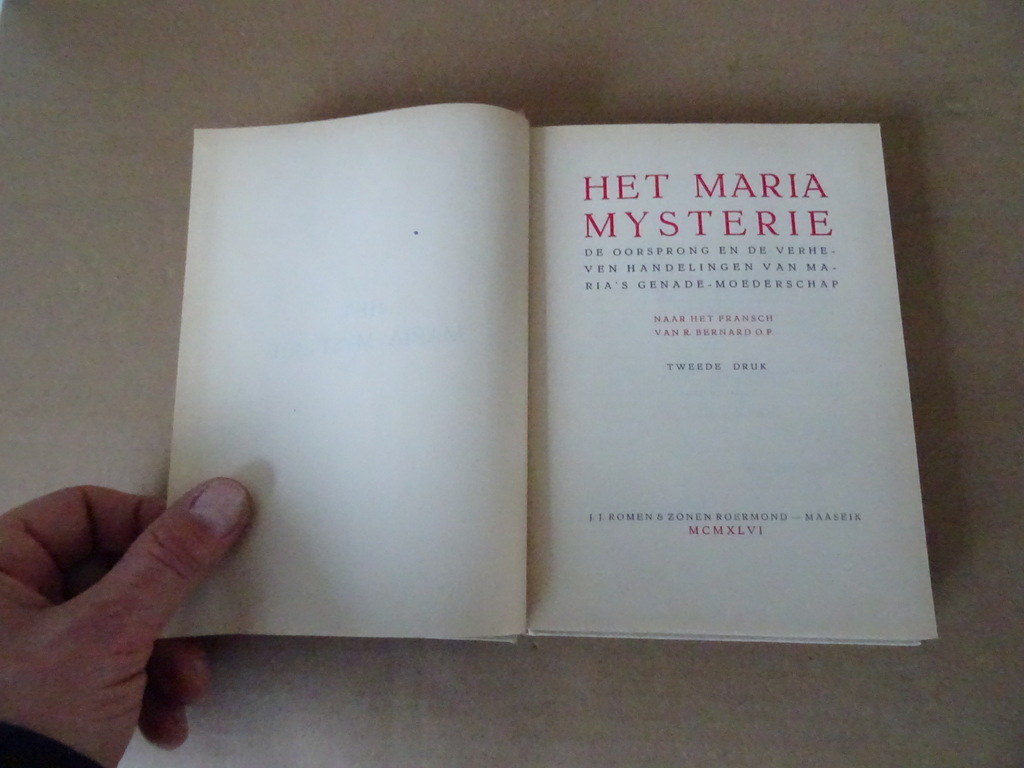 HET MARIA
MYSTERIE
DE OORSPRONG EN DE VERHE-
VEN HANDELINGEN VAN MA-
RIA'S GENADE-MOEDERSCHAP
NAAR HET FRANSCH
VAN R. BERNARD O.P.
TWEEDE DRUK
J. J. ROMEN & ZONEN ROERMOND — MAASEIK
MCMXLVI